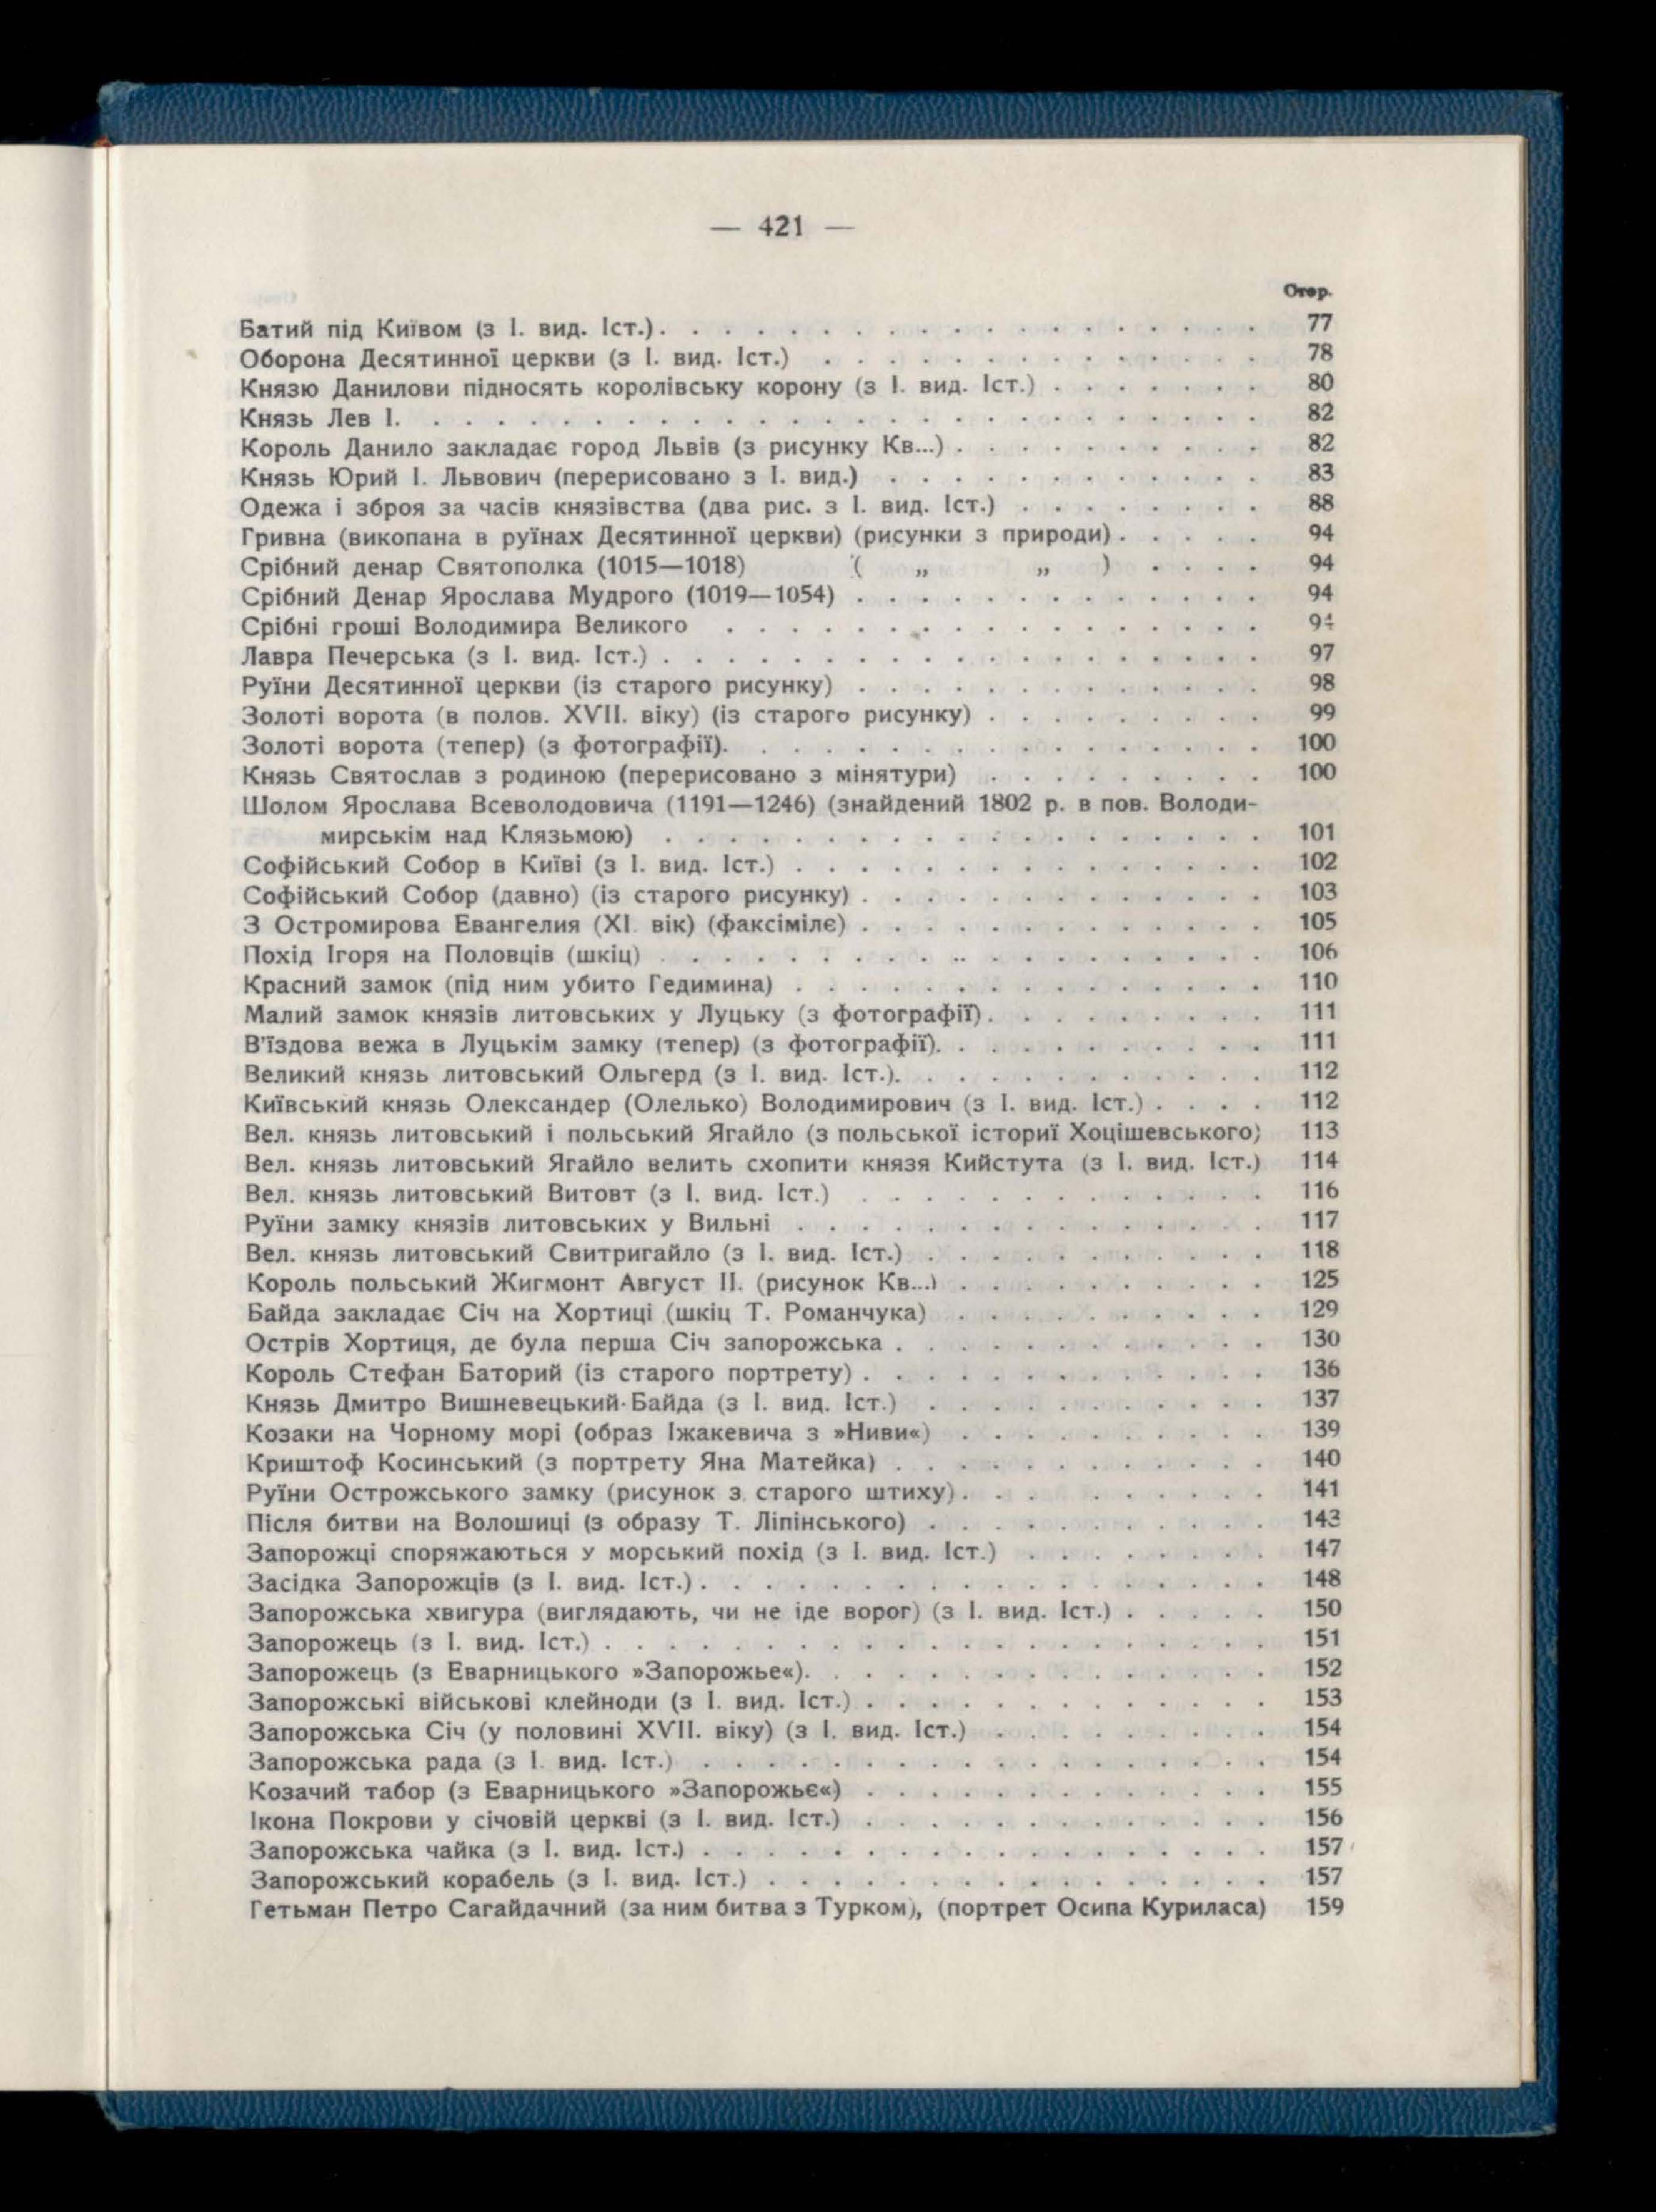 — 421 —
Стор.
Батий під Київом (з І. вид. Іст.). . . . . . . . . . . . . . . . . . . 77
Оборона Десятинної церкви (з І. вид. Іст.) . . . . . . . . . . . . . . 78
Князю Данилови підносять королівську корону (з І. вид. Іст.) . . . . . . . 80
Князь Лев І. . . . . . . . . . . . . . . . . . . . . . . . . . . 82
Король Данило закладає город Львів (з рисунку Кв...) . . . . . . . . . . 82
Князь Юрий І. Львович (перерисовано з І. вид.) . . . . . . . . . . . . 83
Одежа і зброя за часів князівства (два рис. з І. вид. Іст.) . . . . . . . . 88
Гривна (викопана в руїнах Десятинної церкви) (рисунки з природи) . . . . . 94
Срібний денар Святополка (1015—1018) ( „ „ ) . . . . 94
Срібний Денар Ярослава Мудрого (1019—1054) . . . . . . . . . . . . . 94
Срібні гроші Володимира Великого . . . . . . . . . . . . . . . . . 94
Лавра Печерська (з І. вид. Іст.) . . . . . . . . . . . . . . . . . . . 97
Руїни Десятинної церкви (із старого рисунку) . . . . . . . . . . . . . 98
Золоті ворота (в полов. XVII. віку) (із старого рисунку) . . . . . . . . . 99
Золоті ворота (тепер) (з фотографії). . . . . . . . . . . . . . . . . 100
Князь Святослав з родиною (перерисовано з мінятури) . . . . . . . . . 100
Шолом Ярослава Всеволодовича (1191—1246) (знайдений 1802 р. в пов. Володи-
мирськім над Клязьмою) . . . . . . . . . . . . . . . . . . . 101
Софійський Собор в Київі (з І. вид. Іст.) . . . . . . . . . . . . . . . 102
Софійський Собор (давно) (із старого рисунку) . . . . . . . . . . . . . 103
З Остромирова Евангелия (XI. вік) (факсімілє) . . . . . . . . . . . . . 105
Похід Ігоря на Половців (шкіц) . . . . . . . . . . . . . . . . . . . 106
Красний замок (під ним убито Гедимина) . . . . . . . . . . . . . . . 110
Малий замок князів литовських у Луцьку (з фотографії). . . . . . . . . . 111
В'їздова вежа в Луцькім замку (тепер) (з фотографії). . . . . . . . . . . 111
Великий князь литовський Ольгерд (з І. вид. Іст.). . . . . . . . . . . . 112
Київський князь Олександер (Олелько) Володимирович (з І. вид. Іст.) . . . . 112
Вел. князь литовський і польський Ягайло (з польської історії Хоцішевського) 113
Вел. князь литовський Ягайло велить схопити князя Кийстута (з І. вид. Іст.) 114
Вел. князь литовський Витовт (з І. вид. Іст.) . . . . . . . . . . . . . 116
Руїни замку князів литовських у Вильні . . . . . . . . . . . . . . . 117
Вел. князь литовський Свитригайло (з І. вид. Іст.) . . . . . . . . . . . 118
Король польський Жигмонт Август II. (рисунок Кв...) . . . . . . . . . . 125
Байда закладає Січ на Хортиці (шкіц Т. Романчука) . . . . . . . . . . 129
Острів Хортиця, де була перша Січ запорожська . . . . . . . . . . . . 130
Король Стефан Баторий (із старого портрету) . . . . . . . . . . . . . 136
Князь Дмитро Вишневецький-Байда (з І. вид. Іст.) . . . . . . . . . . . 137
Козаки на Чорному морі (образ Їжакевича з »Ниви«) . . . . . . . . . . 139
Криштоф Косинський (з портрету Яна Матейка) . . . . . . . . . . . . 140
Руїни Острожського замку (рисунок з старого штиху) . . . . . . . . . . 141
Після битви на Волошиці (з образу Т. Ліпінського) . . . . . . . . . . . 143
Запорожці споряжаються у морський похід (з І. вид. Іст.) . . . . . . . . 147
Засідка Запорожців (з І. вид. Іст.) . . . . . . . . . . . . . . . . . . 148
Запорожська хвигура (виглядають, чи не іде ворог) (з І. вид. Іст.) . . . . . 150
Запорожець (з І. вид. Іст.) . . . . . . . . . . . . . . . . . . . . . 151
Запорожець (з Еварницького »Запорожье«). . . . . . . . . . . . . . . 152
Запорожські військові клейноди (з І. вид. Іст.) . . . . . . . . . . . . . 153
Запорожська Січ (у половині XVII. віку) (з І. вид. Іст.) . . . . . . . . . 154
Запорожська рада (з І. вид. Іст.) . . . . . . . . . . . . . . . . . . 154
Козачий табор (з Еварницького »Запорожьє«) . . . . . . . . . . . . . 155
Ікона Покрови у січовій церкві (з І. вид. Іст.) . . . . . . . . . . . . . 156
Запорожська чайка (з І. вид. Іст.) . . . . . . . . . . . . . . . . . . 157
Запорожський корабель (з І. вид. Іст.) . . . . . . . . . . . . . . . . 157
Гетьман Петро Сагайдачний (за ним битва з Турком), (портрет Осипа Куриласа) 159